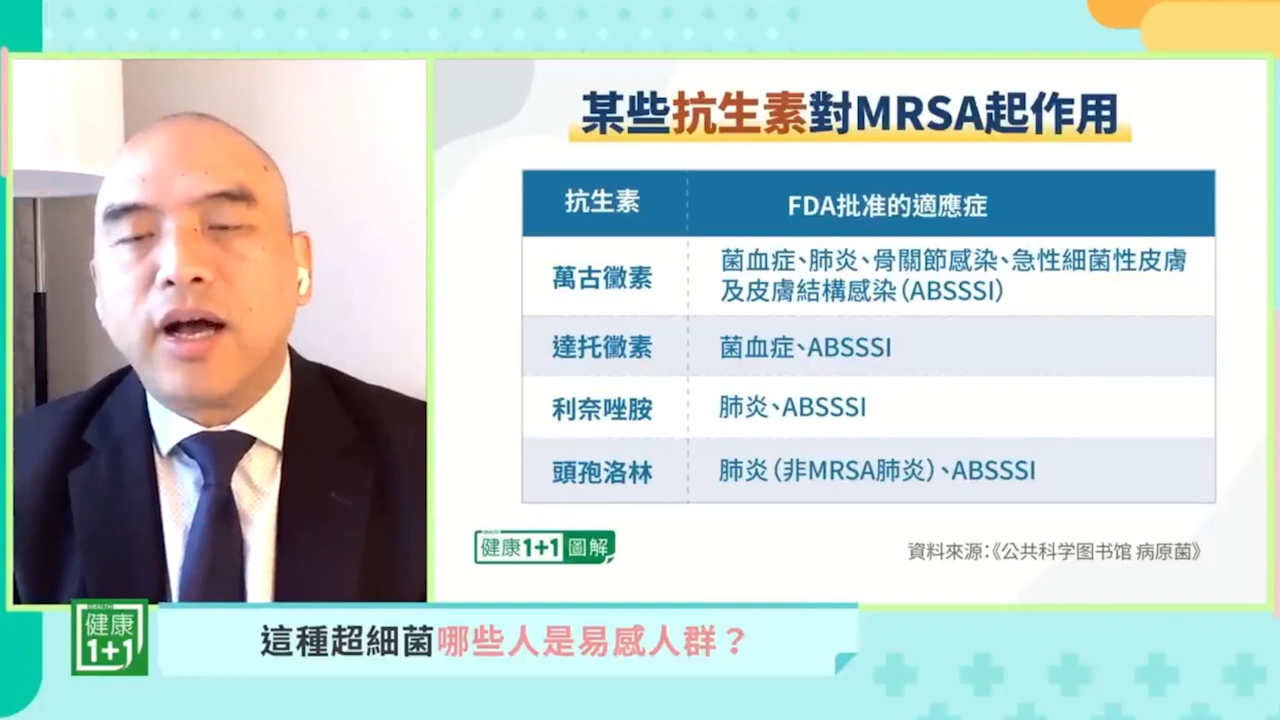 某些抗生素對MRSA起作用
抗生素
FDA批准的適應症
萬古黴素
菌血症、肺炎、骨關節感染、急性細菌性皮膚
及皮膚結構感染(ABSSSI)
達托黴素
菌血症、ABSSSI
利奈唑胺
肺炎、ABSSSI
頭孢洛林
肺炎(非MRSA肺炎)、ABSSSI
HEALTH
健康1+1圖解
資料來源:《公共科学图书馆 病原菌》
HEALTH
健康
1+1
這種超細菌哪些人是易感人群?